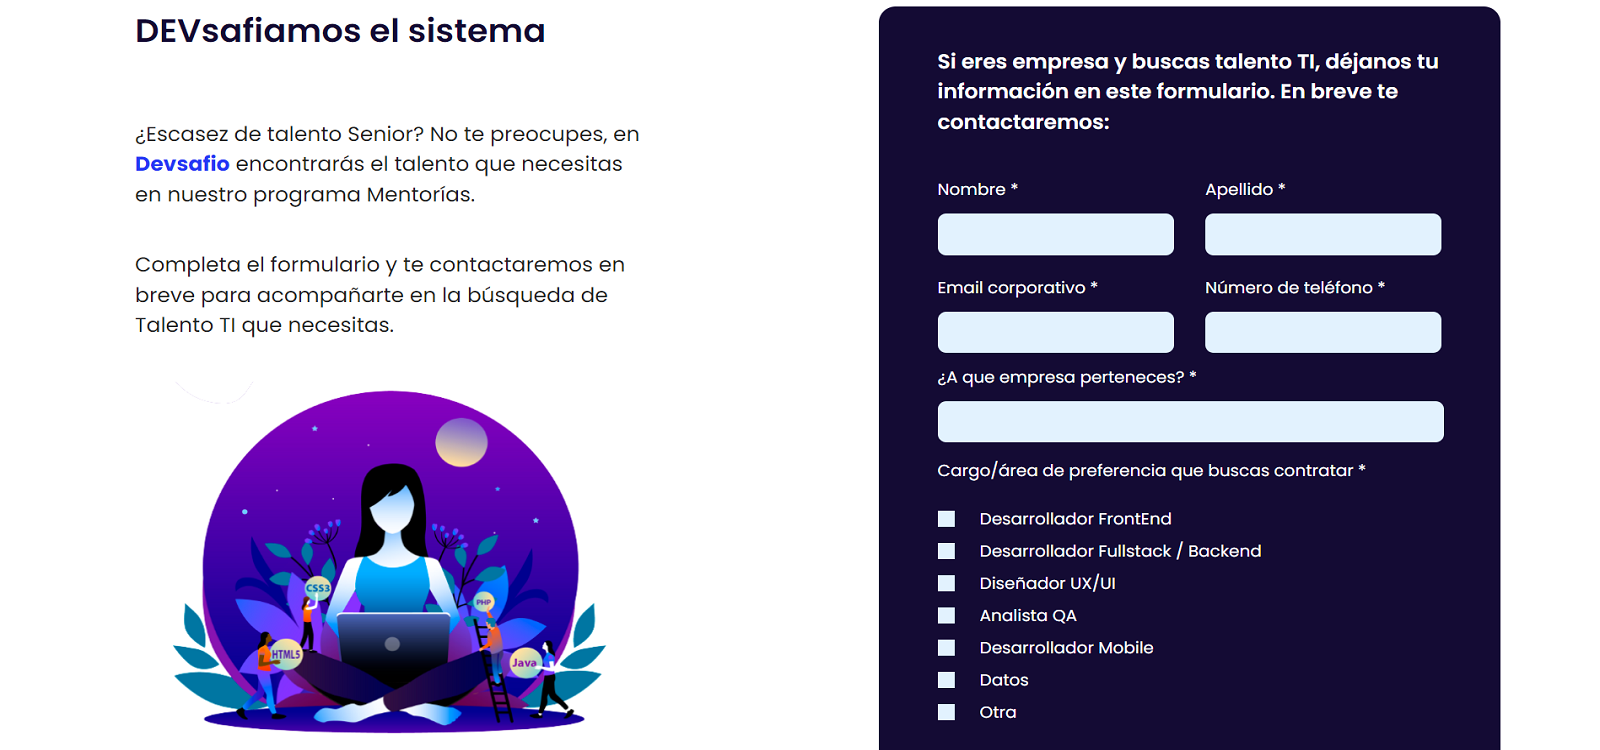 DEVsafiamos el sistema
¿Escasez de talento Senior? No te preocupes, en
Devsafio encontrarás el talento que necesitas
en nuestro programa Mentorías.
Completa el formulario y te contactaremos en
breve para acompañarte en la búsqueda de
Talento TI que necesitas.
CSS3
PHP
HTML5
Java
Si eres empresa y buscas talento TI, déjanos tu
información en este formulario. En breve te
contactaremos:
Nombre *
Apellido *
Email corporativo *
Número de teléfono *
¿A que empresa perteneces? *
Cargo/área de preferencia que buscas contratar *
Desarrollador FrontEnd
Desarrollador Fullstack / Backend
Diseñador UX/UI
Analista QA
Desarrollador Mobile
Datos
Otra